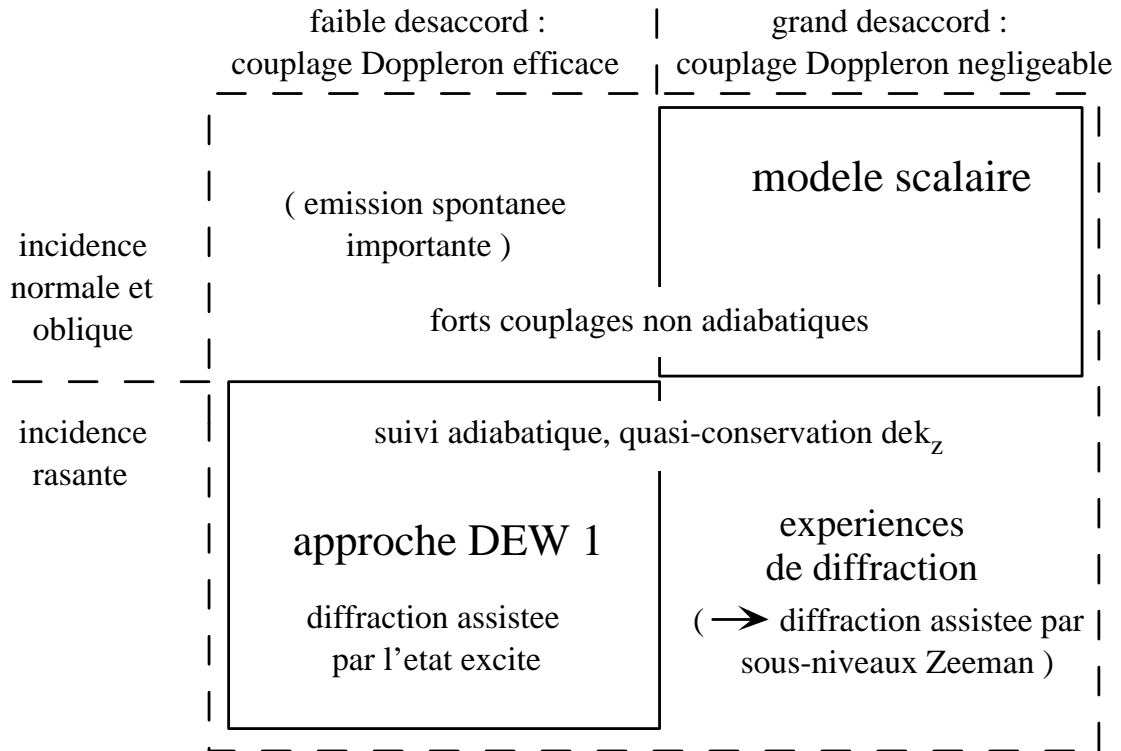 faible desaccord :
couplage Doppleron efficace
grand desaccord :
couplage Doppleron negligeable
incidence
normale et
oblique
( emission spontanee
importante )
modele scalaire
forts couplages non adiabatiques
incidence
rasante
suivi adiabatique, quasi-conservation dek_z
approche DEW 1
diffraction assistee
par l'etat excite
experiences
de diffraction
( → diffraction assistee par
sous-niveaux Zeeman )